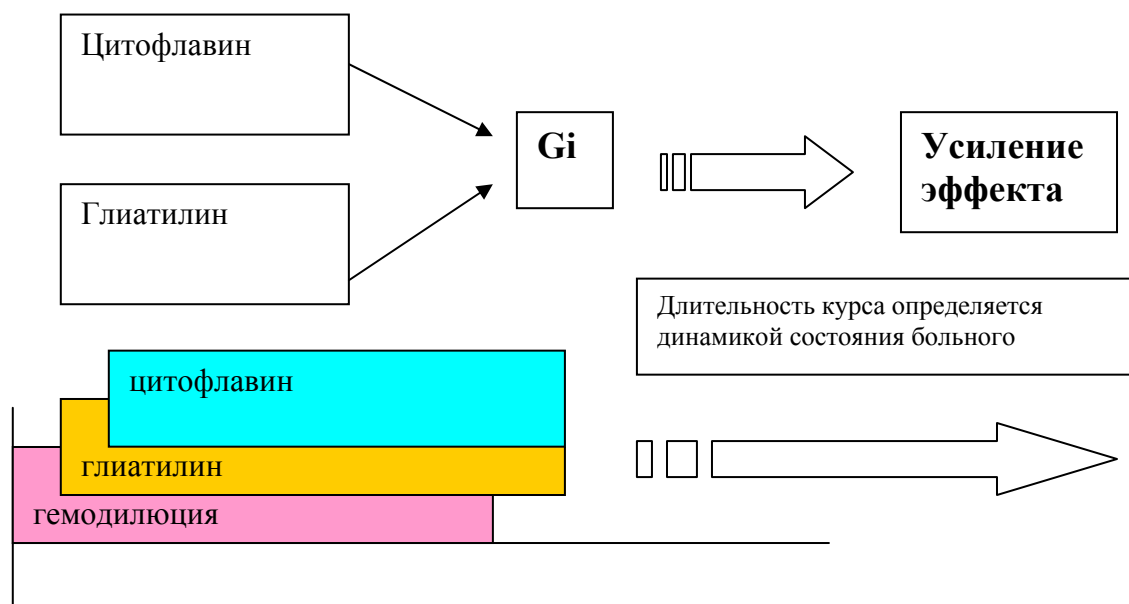 Цитофлавин
Gi
Усиление
эффекта
Глиатилин
Длительность курса определяется
динамикой состояния больного
цитофлавин
глиатилин
гемодилюция